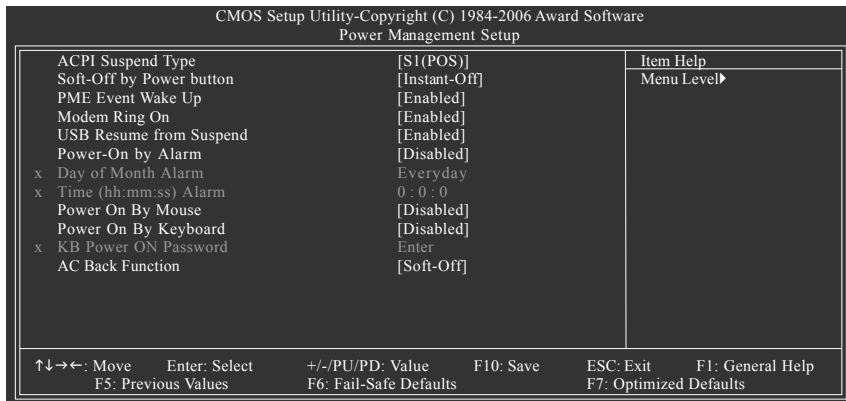 CMOS Setup Utility-Copyright (C) 1984-2006 Award Software
Power Management Setup
ACPI Suspend Type [S1(POS)] Item Help
Soft-Off by Power button [Instant-Off] Menu Level▶
PME Event Wake Up [Enabled]
Modem Ring On [Enabled]
USB Resume from Suspend [Enabled]
Power-On by Alarm [Disabled]
x Day of Month Alarm Everyday
x Time (hh:mm:ss) Alarm 0 : 0 : 0
Power On By Mouse [Disabled]
Power On By Keyboard [Disabled]
x KB Power ON Password Enter
AC Back Function [Soft-Off]
↑↓→←: Move Enter: Select +/-/PU/PD: Value F10: Save ESC: Exit F1: General Help
F5: Previous Values F6: Fail-Safe Defaults F7: Optimized Defaults